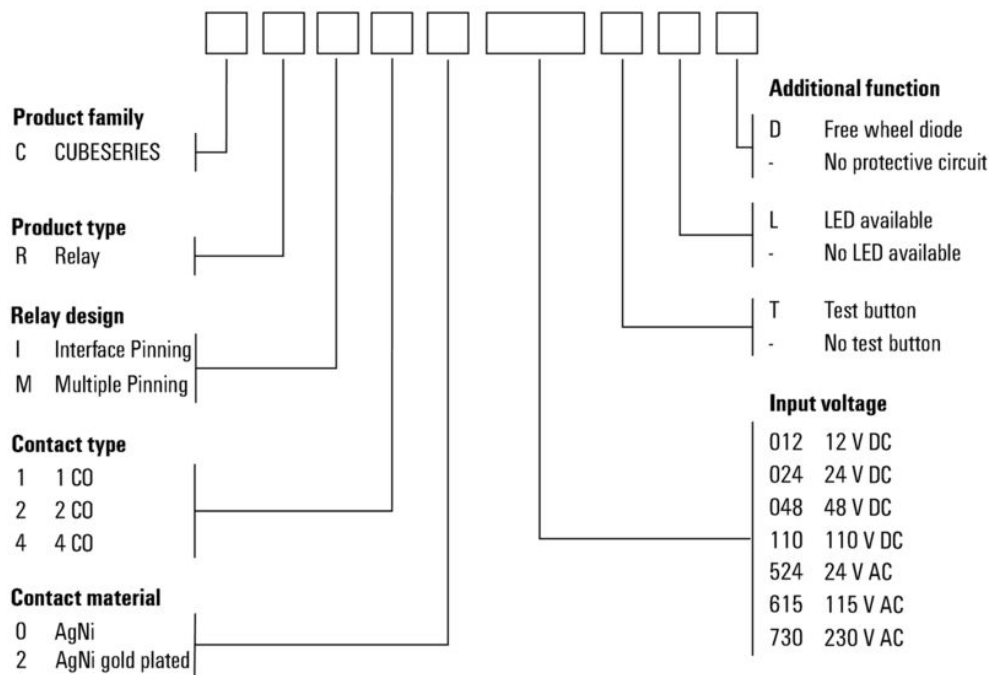 Product family
C CUBESERIES
Product type
R Relay
Relay design
I Interface Pinning
M Multiple Pinning
Contact type
1 1 CO
2 2 CO
4 4 CO
Contact material
0 AgNi
2 AgNi gold plated
Additional function
D Free wheel diode
- No protective circuit
L LED available
- No LED available
T Test button
- No test button
Input voltage
012 12 V DC
024 24 V DC
048 48 V DC
110 110 V DC
524 24 V AC
615 115 V AC
730 230 V AC